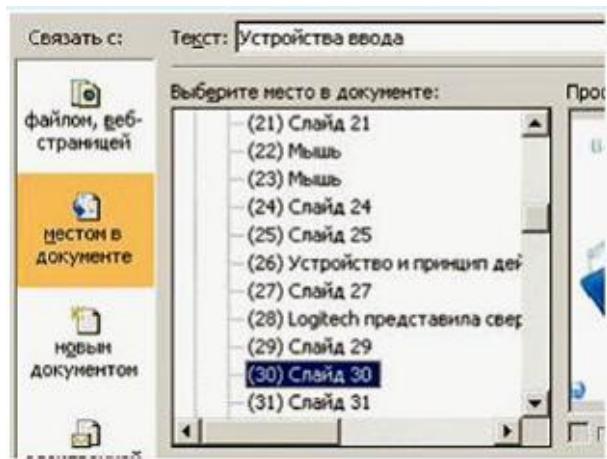 Связать с:
Текст: Устройства ввода
файлом, веб-
страницей
местом в
документе
новым
документом
Выберите место в документе:
(21) Слайд 21
(22) Мышь
(23) Мышь
(24) Слайд 24
(25) Слайд 25
(26) Устройство и принцип дей
(27) Слайд 27
(28) Logitech представила свер
(29) Слайд 29
(30) Слайд 30
(31) Слайд 31
Прос